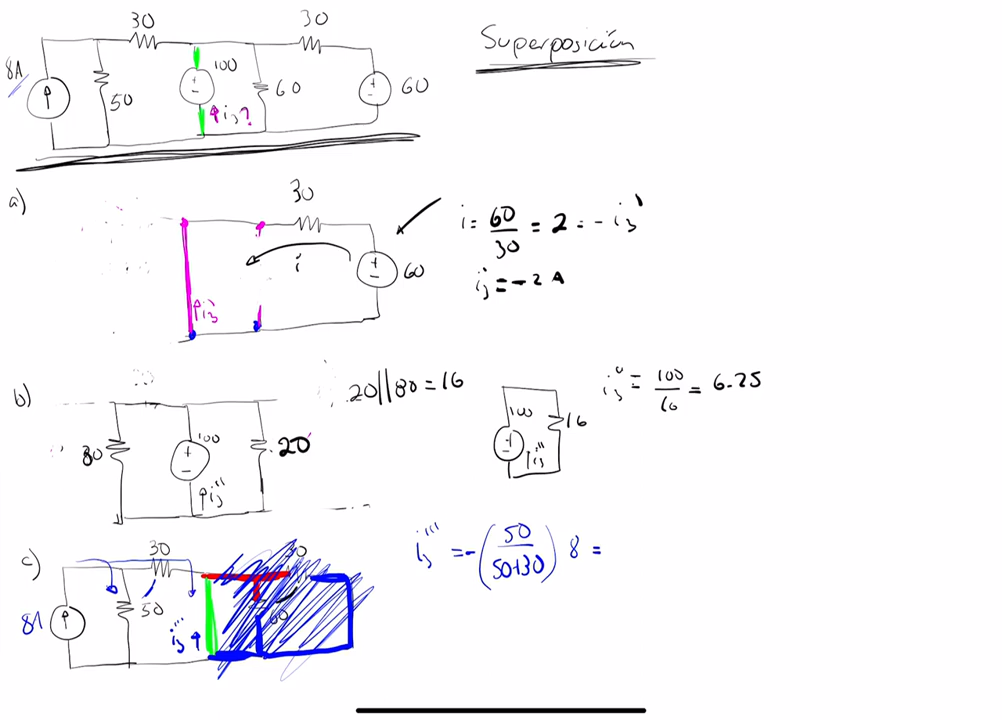 30
30
Superposición
8A
50
100
60
60
i₃?
a)
30
i
60
i₃'
i = 60/30 = 2 = -i₃'
i₃' = -2 A
b)
80
100
20
i₃''
20||80 = 16
100
16
i₃''
i₃'' = 100/16 = 6.25
c)
30
30
8A
50
60
i₃'''
i₃''' = -(50/(50+30)) 8 =